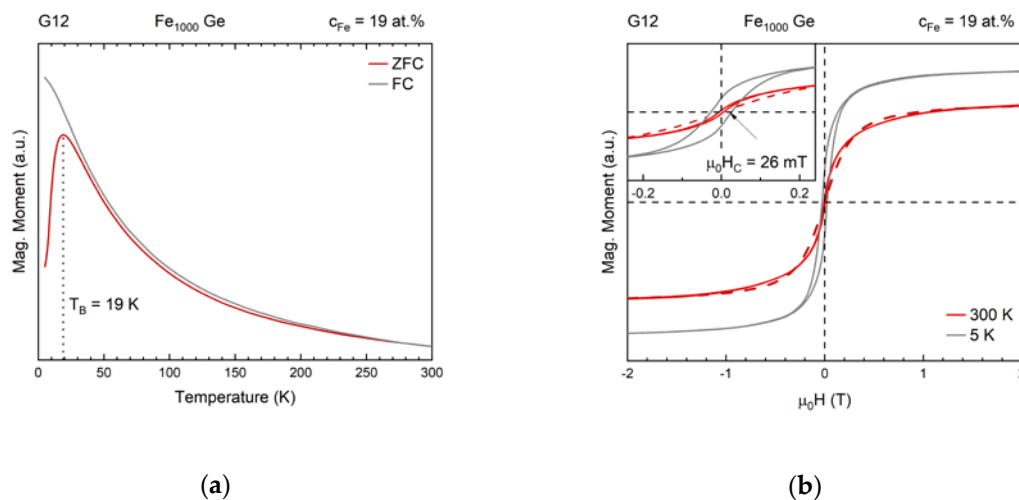 G12 Fe1000 Ge cFe = 19 at.%
ZFC
FC
Mag. Moment (a.u.)
TB = 19 K
0 50 100 150 200 250 300
Temperature (K)
(a)
G12 Fe1000 Ge cFe = 19 at.%
μ0HC = 26 mT
-0.2 0.0 0.2
Mag. Moment (a.u.)
300 K
5 K
-2 -1 0 1 2
μ0H (T)
(b)